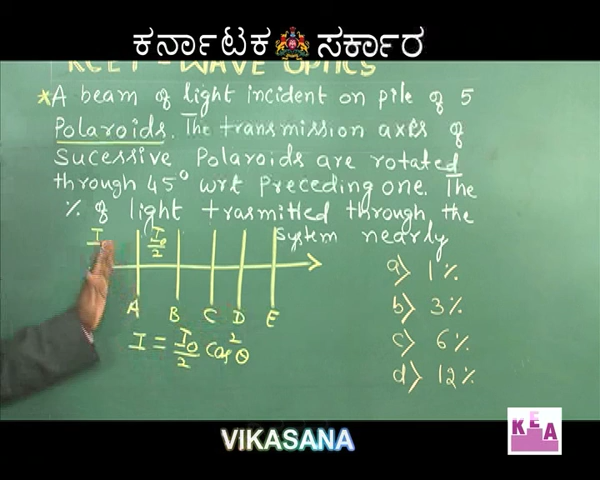 ಕರ್ನಾಟಕ ಸರ್ಕಾರ
KCET - WAVE OPTICS
*A beam of light incident on pile of 5
Polaroids. The transmission axes of
sucessive Polaroids are rotated
through 45° wrt preceding one. The
% of light trasmitted through the
system nearly
I I₀/2
A B C D E
I = I₀/2 cos²θ
a) 1%
b) 3%
c) 6%
d) 12%
KEA
VIKASANA